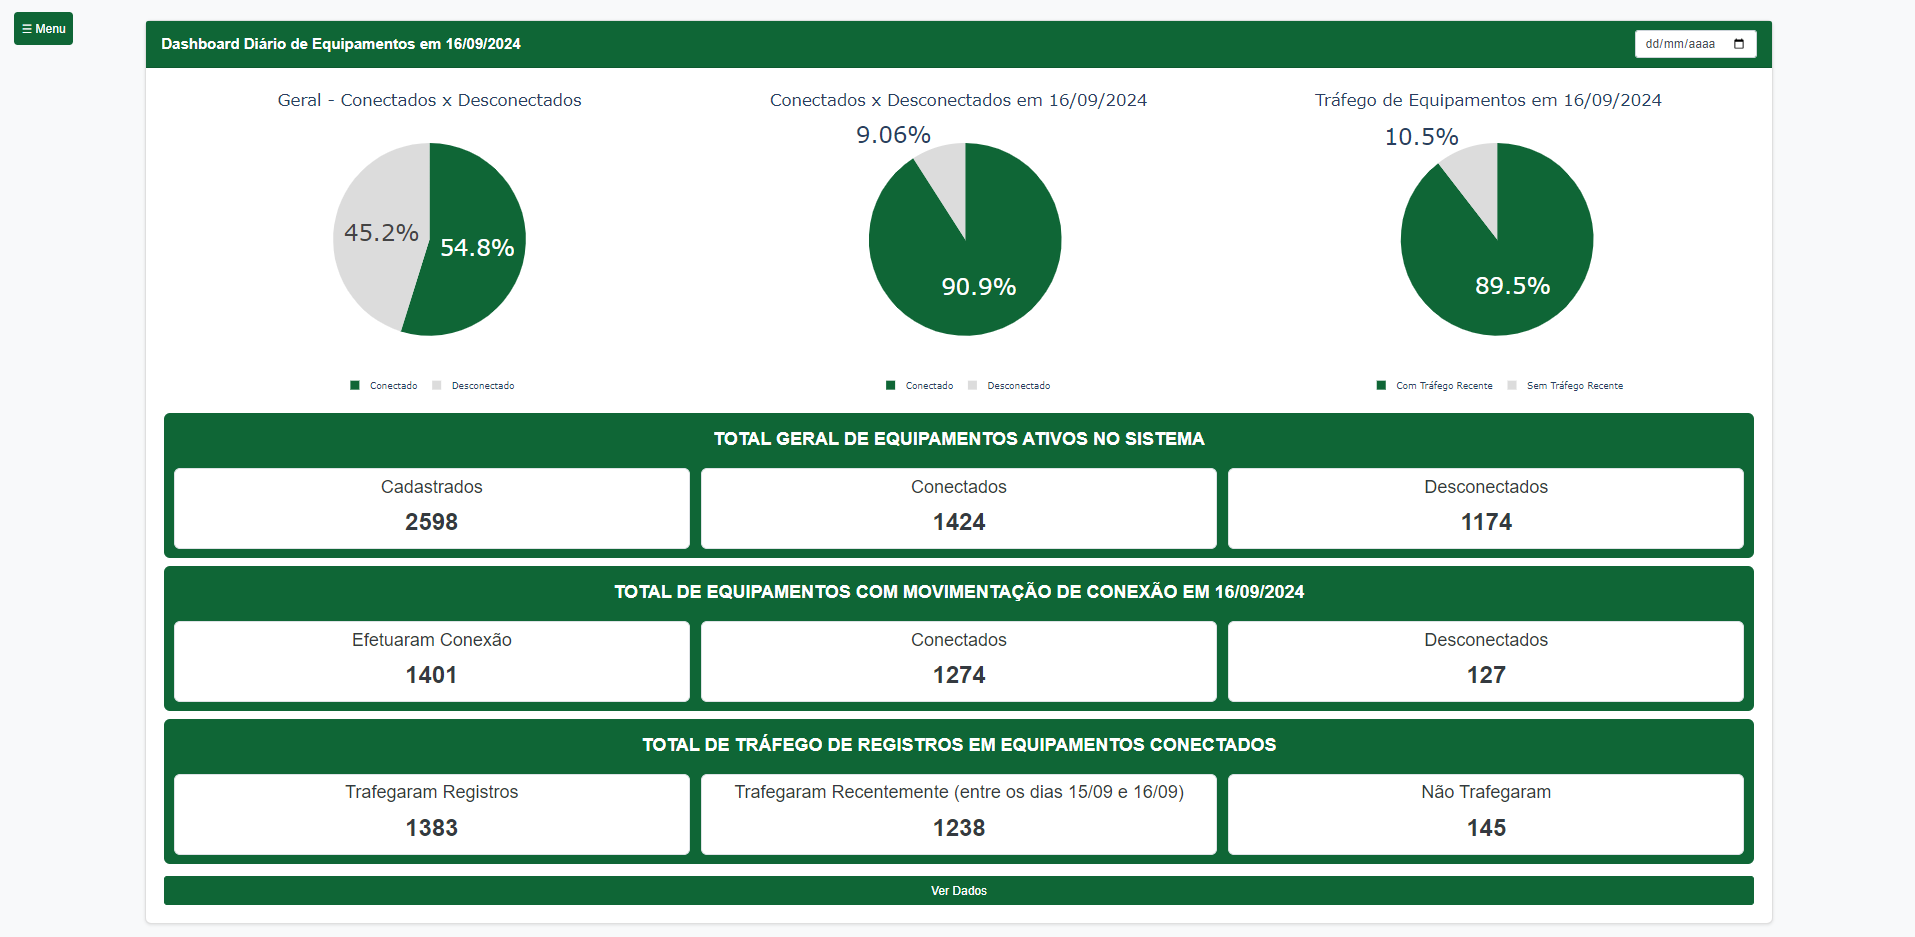 ☰ Menu
Dashboard Diário de Equipamentos em 16/09/2024
dd/mm/aaaa
Geral - Conectados x Desconectados
45.2%
54.8%
Conectado
Desconectado
Conectados x Desconectados em 16/09/2024
9.06%
90.9%
Conectado
Desconectado
Tráfego de Equipamentos em 16/09/2024
10.5%
89.5%
Com Tráfego Recente
Sem Tráfego Recente
TOTAL GERAL DE EQUIPAMENTOS ATIVOS NO SISTEMA
Cadastrados
2598
Conectados
1424
Desconectados
1174
TOTAL DE EQUIPAMENTOS COM MOVIMENTAÇÃO DE CONEXÃO EM 16/09/2024
Efetuaram Conexão
1401
Conectados
1274
Desconectados
127
TOTAL DE TRÁFEGO DE REGISTROS EM EQUIPAMENTOS CONECTADOS
Trafegaram Registros
1383
Trafegaram Recentemente (entre os dias 15/09 e 16/09)
1238
Não Trafegaram
145
Ver Dados